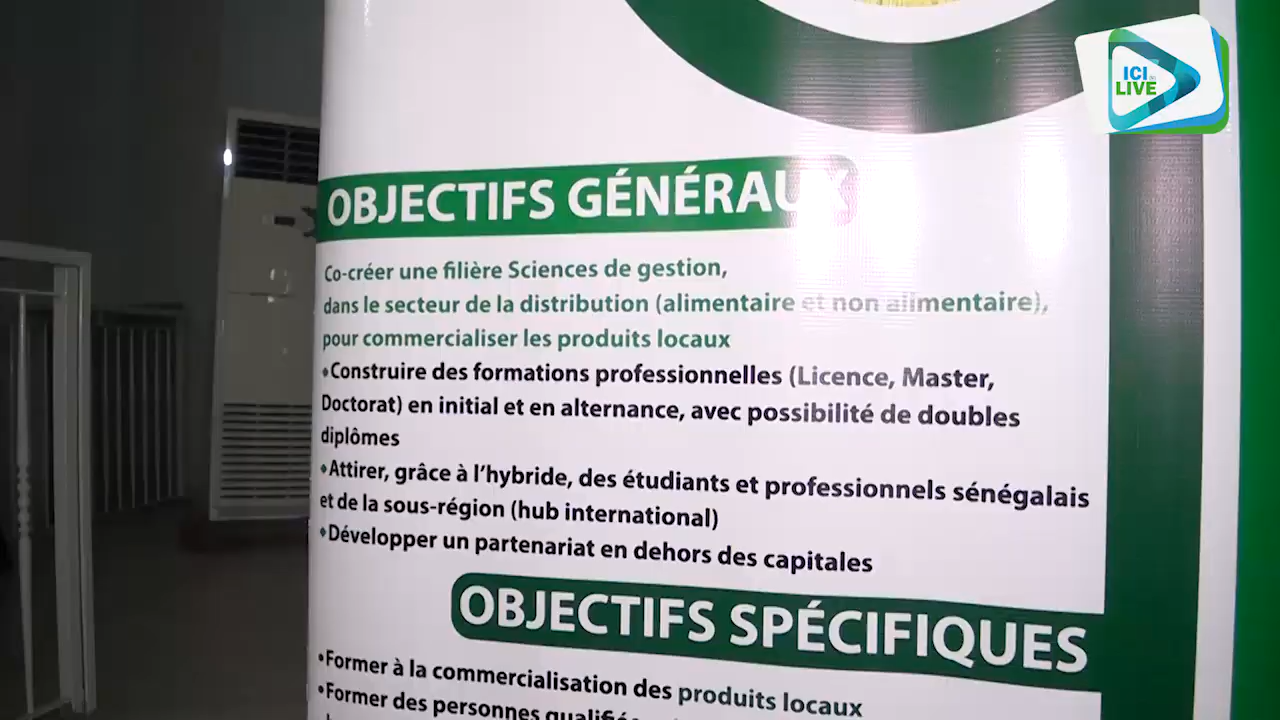 ICI
LIVE
OBJECTIFS GÉNÉRAUX
Co-créer une filière Sciences de gestion,
dans le secteur de la distribution (alimentaire et non alimentaire),
pour commercialiser les produits locaux
•Construire des formations professionnelles (Licence, Master,
Doctorat) en initial et en alternance, avec possibilité de doubles
diplômes
•Attirer, grâce à l'hybride, des étudiants et professionnels sénégalais
et de la sous-région (hub international)
•Développer un partenariat en dehors des capitales
OBJECTIFS SPÉCIFIQUES
•Former à la commercialisation des produits locaux
•Former des personnes